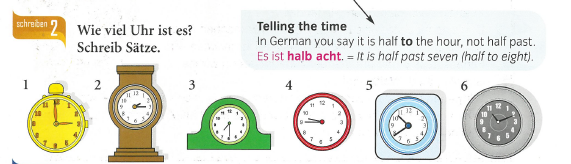 schreiben 2
Wie viel Uhr ist es?
Schreib Sätze.
Telling the time
In German you say it is half to the hour, not half past.
Es ist halb acht. = It is half past seven (half to eight).
1 2 3 4 5 6